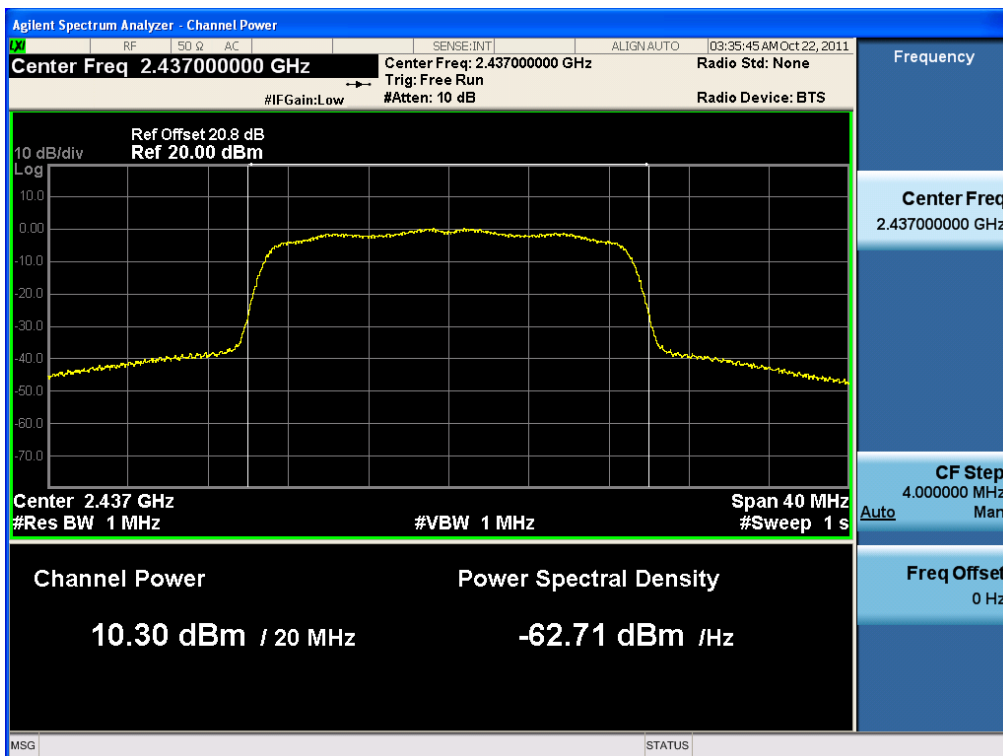 Agilent Spectrum Analyzer - Channel Power
LXI RF 50 Ω AC SENSE:INT ALIGN AUTO 03:35:45 AM Oct 22, 2011
Center Freq 2.437000000 GHz
Center Freq: 2.437000000 GHz
Radio Std: None
Trig: Free Run
#IFGain:Low
#Atten: 10 dB
Radio Device: BTS
Ref Offset 20.8 dB
10 dB/div Ref 20.00 dBm
Log
10.0
0.00
-10.0
-20.0
-30.0
-40.0
-50.0
-60.0
-70.0
Center 2.437 GHz Span 40 MHz
#Res BW 1 MHz #VBW 1 MHz #Sweep 1 s
Channel Power Power Spectral Density
10.30 dBm / 20 MHz -62.71 dBm /Hz
Frequency
Center Freq
2.437000000 GHz
CF Step
4.000000 MHz
Auto Man
Freq Offset
0 Hz
MSG STATUS